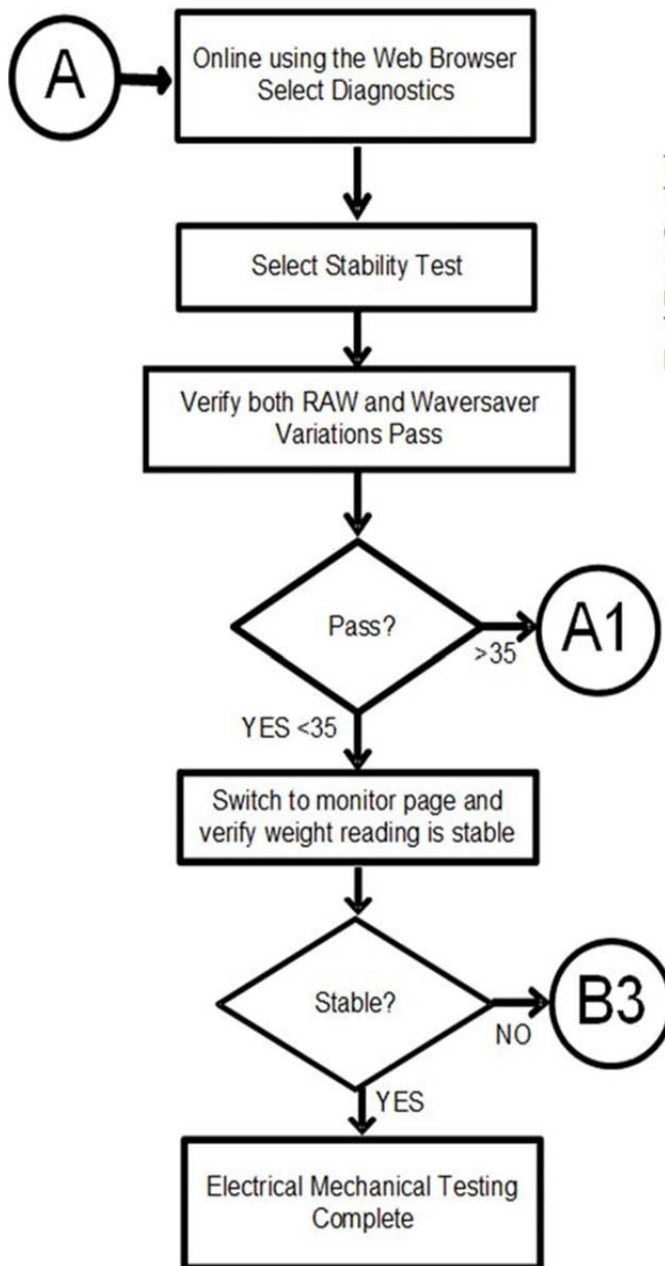 A
Online using the Web Browser
Select Diagnostics
Select Stability Test
Verify both RAW and Waversaver
Variations Pass
Pass?
>35
A1
YES <35
Switch to monitor page and
verify weight reading is stable
Stable?
NO
B3
YES
Electrical Mechanical Testing
Complete